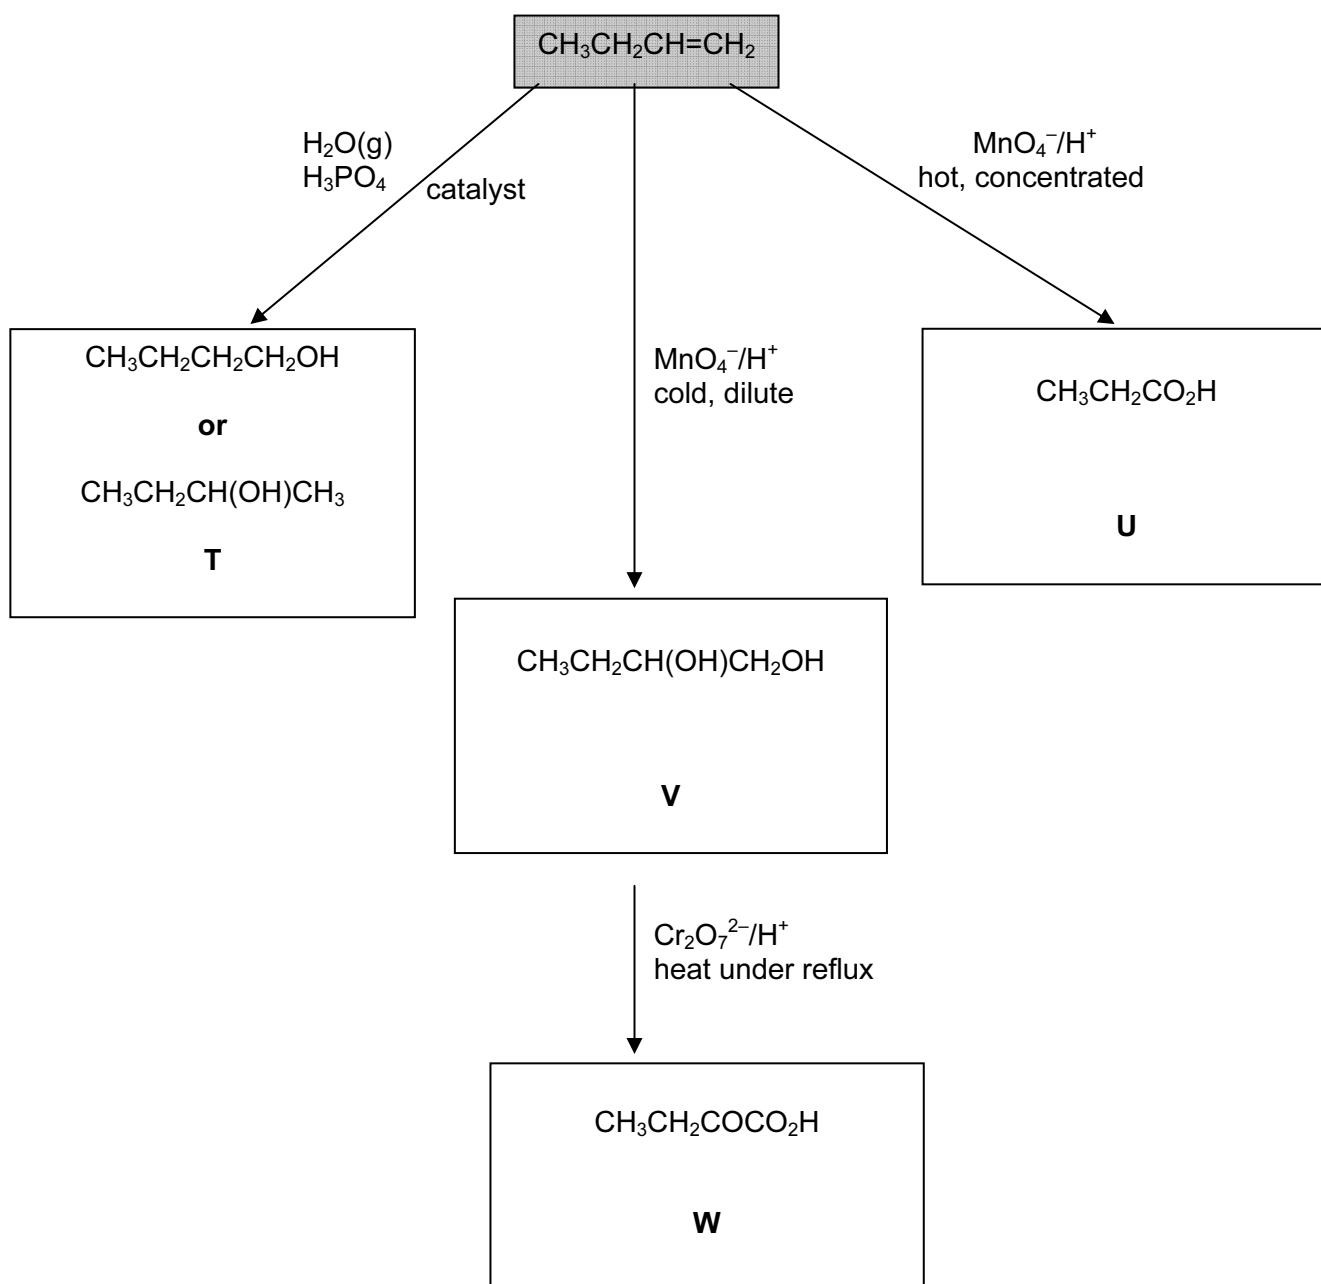 CH₃CH₂CH=CH₂
H₂O(g)
H₃PO₄
catalyst
MnO₄⁻/H⁺
hot, concentrated
CH₃CH₂CH₂CH₂OH
or
CH₃CH₂CH(OH)CH₃
T
MnO₄⁻/H⁺
cold, dilute
CH₃CH₂CO₂H
U
CH₃CH₂CH(OH)CH₂OH
V
Cr₂O₇²⁻/H⁺
heat under reflux
CH₃CH₂COCO₂H
W